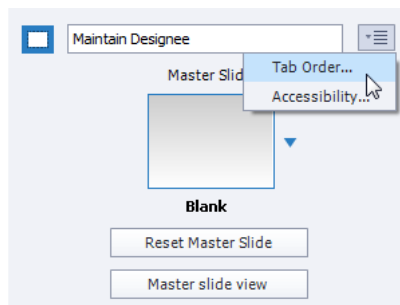 Maintain Designee
Tab Order...
Master Slid
Accessibility...
Blank
Reset Master Slide
Master slide view